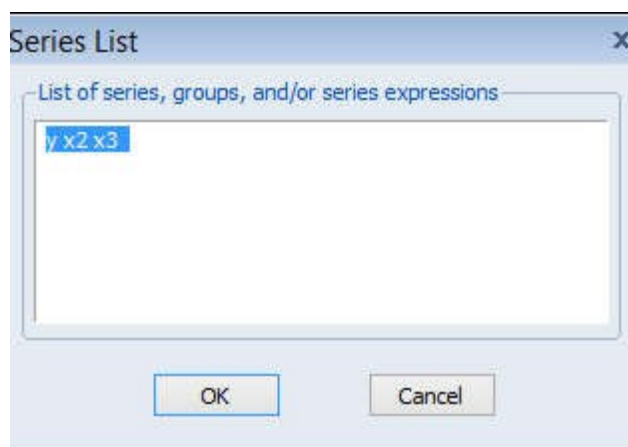 Series List
List of series, groups, and/or series expressions
y x2 x3
OK
Cancel